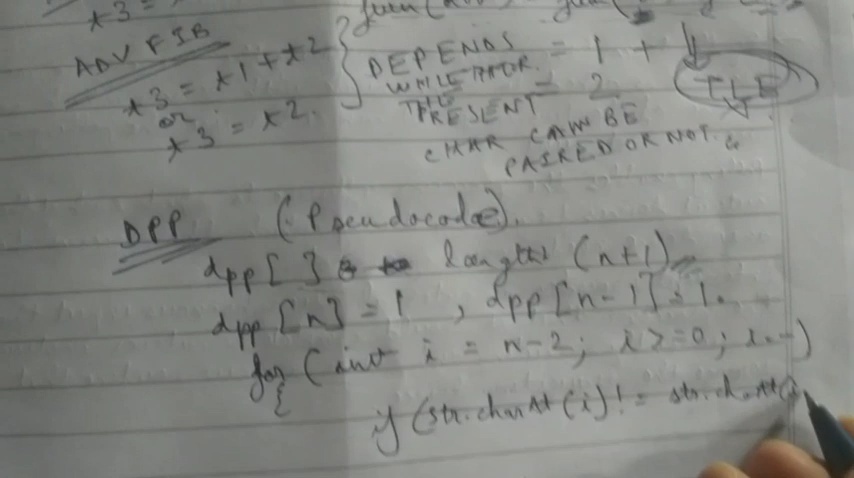 x3 =
ADV FIB
x3 = x1 + x2
or
x3 = x2.
DEPENDS = 1 + 1
WHETHER = 2
THE
PRESENT
CHAR CAN BE
PAIRED OR NOT.
TLE
DPP (Pseudocode).
dpp[ ] length (n+1)
dpp[n] = 1, dpp[n-1] = 1.
for (int i = n-2; i >= 0; i--)
{
if (str.charAt(i) != str.charAt(i